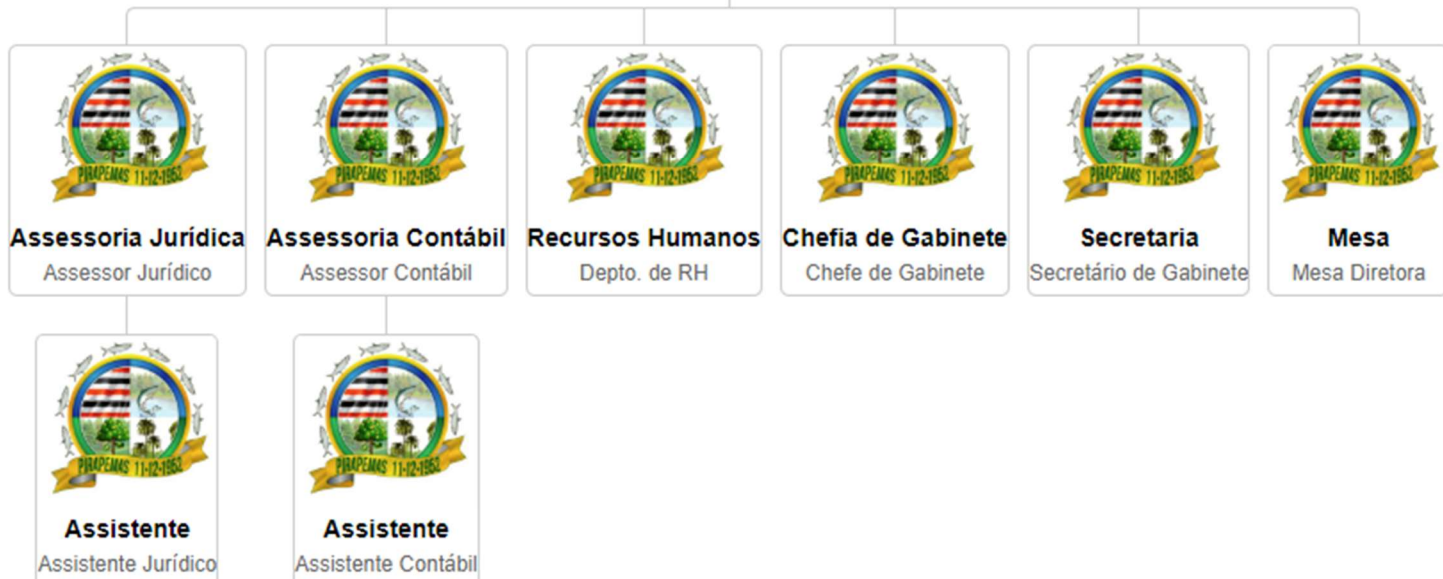 PIRAPEMAS 11-12-1952
PIRAPEMAS 11-12-1952
PIRAPEMAS 11-12-1952
PIRAPEMAS 11-12-1952
PIRAPEMAS 11-12-1952
PIRAPEMAS 11-12-1952
Assessoria Jurídica
Assessor Jurídico
Assessoria Contábil
Assessor Contábil
Recursos Humanos
Depto. de RH
Chefia de Gabinete
Chefe de Gabinete
Secretaria
Secretário de Gabinete
Mesa
Mesa Diretora
PIRAPEMAS 11-12-1952
PIRAPEMAS 11-12-1952
Assistente
Assistente Jurídico
Assistente
Assistente Contábil